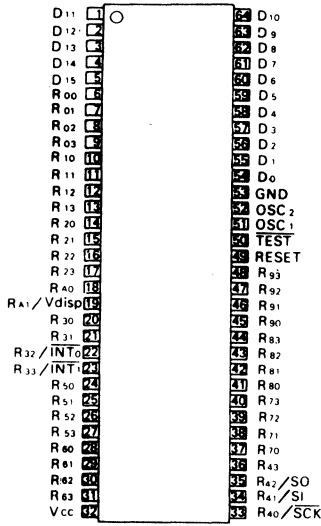 D11 1 64 D10
D12 2 63 D9
D13 3 62 D8
D14 4 61 D7
D15 5 60 D6
R00 6 59 D5
R01 7 58 D4
R02 8 57 D3
R03 9 56 D2
R10 10 55 D1
R11 11 54 D0
R12 12 53 GND
R13 13 52 OSC2
R20 14 51 OSC1
R21 15 50 TEST
R22 16 49 RESET
R23 17 48 R93
RA0 18 47 R92
RA1/Vdisp 19 46 R91
R30 20 45 R90
R31 21 44 R83
R32/INT0 22 43 R82
R33/INT1 23 42 R81
R50 24 41 R80
R51 25 40 R73
R52 26 39 R72
R53 27 38 R71
R60 28 37 R70
R61 29 36 R43
R62 30 35 R42/SO
R63 31 34 R41/SI
Vcc 32 33 R40/SCK